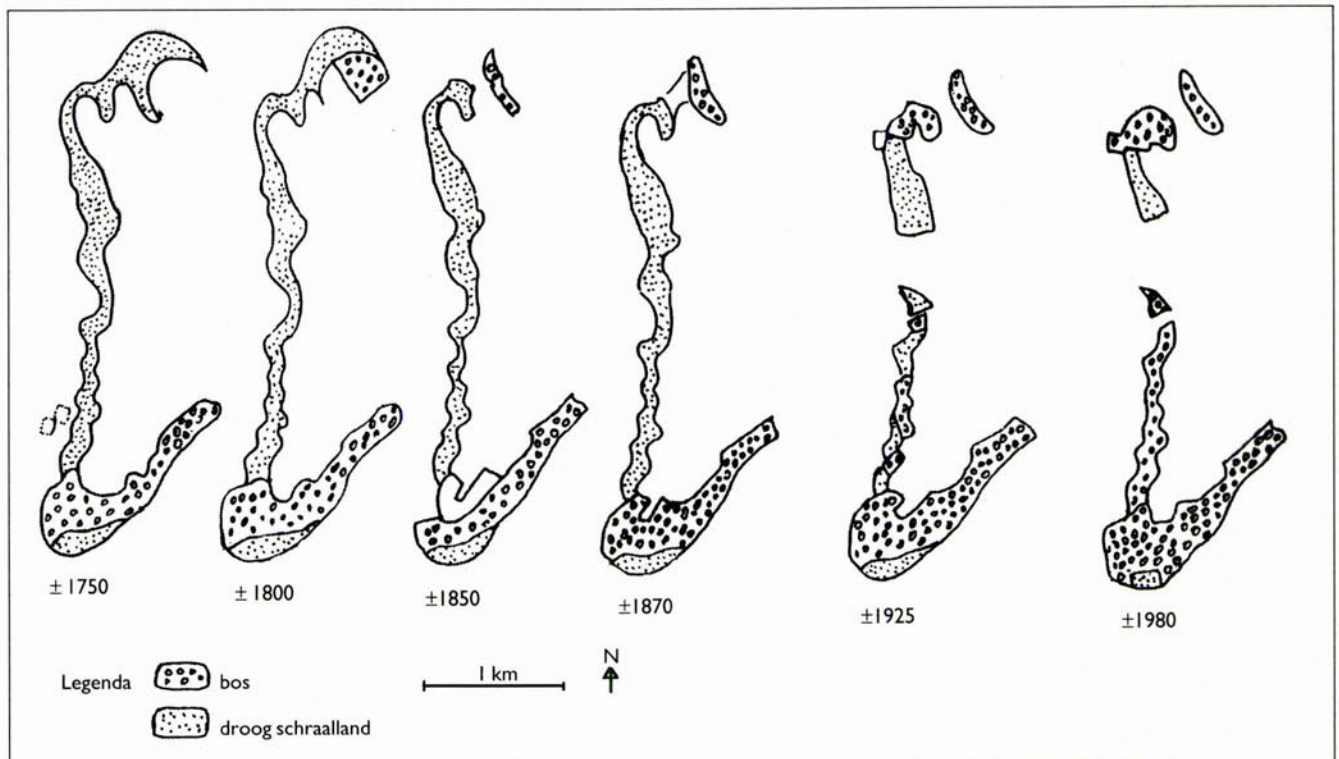 ± 1750
± 1800
±1850
±1870
±1925
±1980
Legenda
bos
droog schraalland
1 km
N